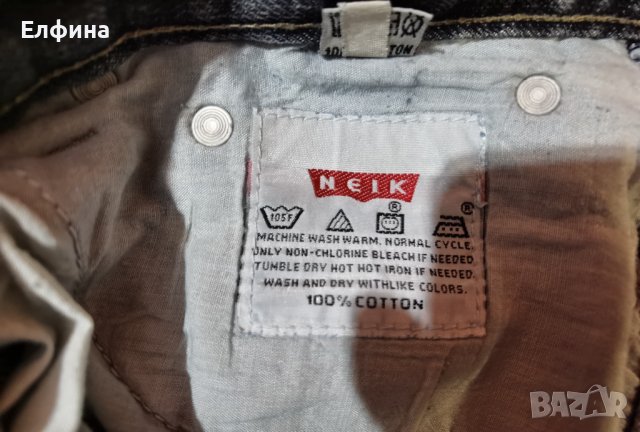 Елфина
COTTON
NEIK
®
®
105F
MACHINE WASH WARM. NORMAL CYCLE,
ONLY NON-CHLORINE BLEACH IF NEEDED
TUMBLE DRY HOT HOT IRON IF NEEDED.
WASH AND DRY WITHLIKE COLORS.
100% COTTON
BAZAR